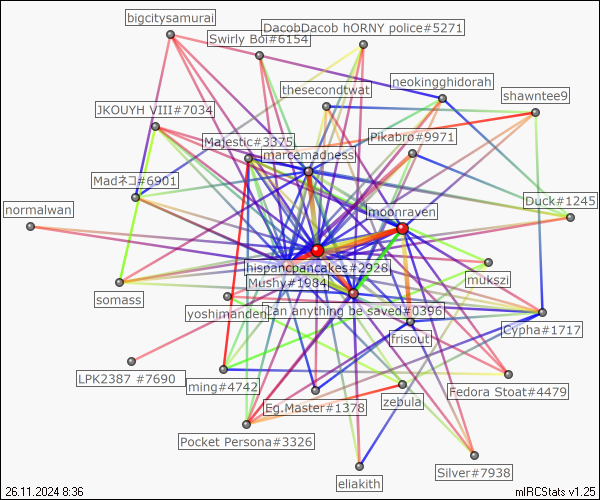 bigcitysamurai
DacobDacob hORNY police#5271
Swirly Boi#6154
neokingghidorah
thesecondtwat
shawntee9
JKOUYH VIII#7034
Majestic#3375
Pikabro#9971
marcemadness
Madネコ#6901
Duck#1245
normalwan
moonraven
hispancpancakes#2928
mukszi
Mushy#1984
somass
yoshimanden
Can anything be saved#0396
Cypha#1717
frisout
LPK2387 #7690
ming#4742
Fedora Stoat#4479
Eg.Master#1378
zebula
Pocket Persona#3326
Silver#7938
eliakith
26.11.2024 8:36
mIRCStats v1.25